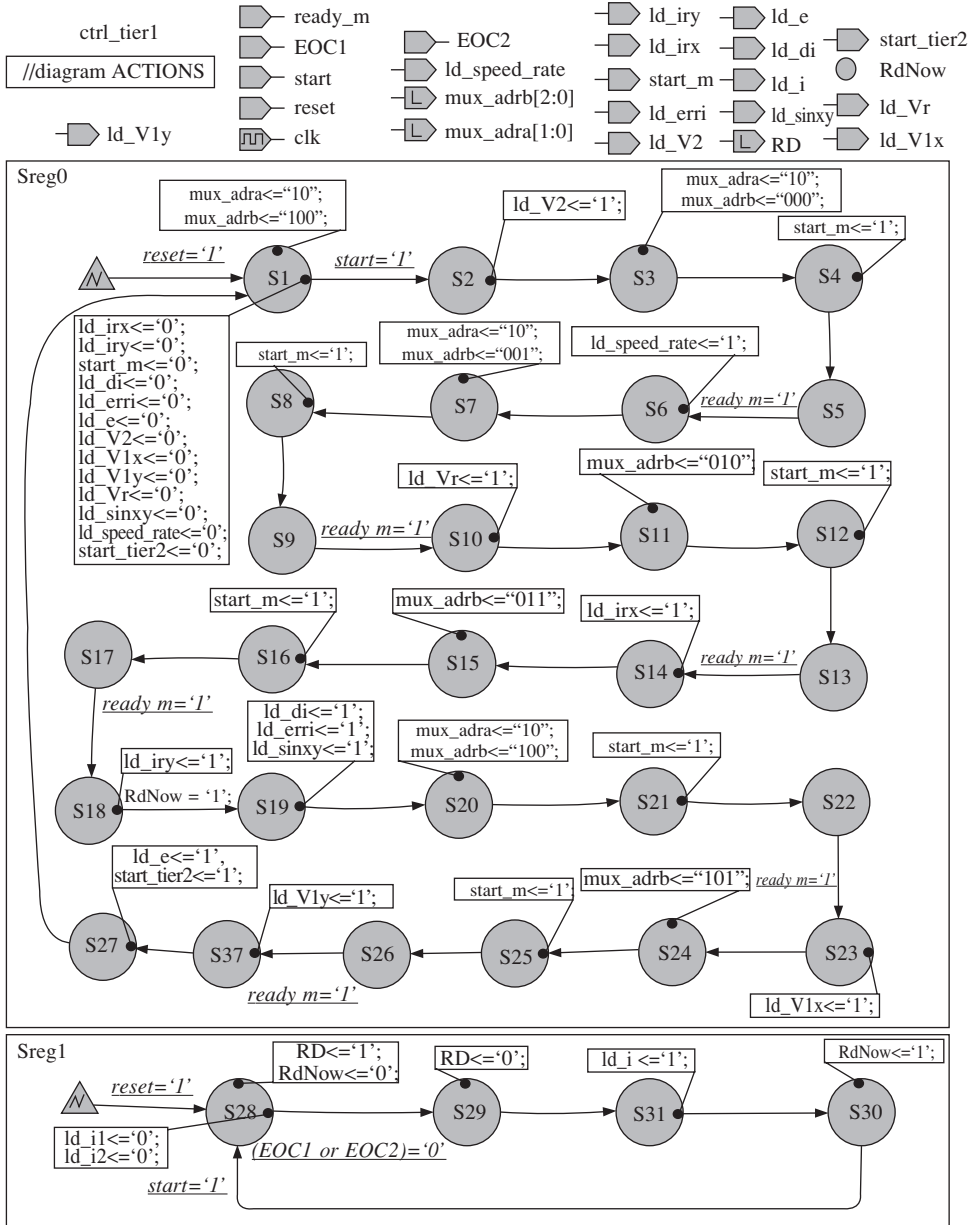 ctrl_tier1
//diagram ACTIONS
ld_V1y
ready_m
EOC1
start
reset
clk
EOC2
ld_speed_rate
L mux_adrb[2:0]
L mux_adra[1:0]
ld_iry
ld_irx
start_m
ld_erri
ld_V2
ld_e
ld_di
ld_i
ld_sinxy
L RD
start_tier2
RdNow
ld_Vr
ld_V1x
Sreg0
mux_adra<=“10”;
mux_adrb<=“100”;
ld_V2<=‘1’;
mux_adra<=“10”;
mux_adrb<=“000”;
start_m<=‘1’;
reset=‘1’
S1
start=‘1’
S2
S3
S4
ld_irx<=‘0’;
ld_iry<=‘0’;
start_m<=‘0’;
ld_di<=‘0’;
ld_erri<=‘0’;
ld_e<=‘0’;
ld_V2<=‘0’;
ld_V1x<=‘0’;
ld_V1y<=‘0’;
ld_Vr<=‘0’;
ld_sinxy<=‘0’;
ld_speed_rate<=‘0’;
start_tier2<=‘0’;
start_m<=‘1’;
mux_adra<=“10”;
mux_adrb<=“001”;
ld_speed_rate<=‘1’;
S8
S7
S6
ready m=‘1’
S5
ld_Vr<=‘1’;
mux_adrb<=“010”;
start_m<=‘1’;
S9
ready m=‘1’
S10
S11
S12
start_m<=‘1’;
mux_adrb<=“011”;
ld_irx<=‘1’;
S17
S16
S15
S14
ready m=‘1’
S13
ready m=‘1’
ld_di<=‘1’;
ld_erri<=‘1’;
ld_sinxy<=‘1’;
mux_adra<=“10”;
mux_adrb<=“100”;
start_m<=‘1’;
ld_iry<=‘1’;
S18
RdNow = ‘1’;
S19
S20
S21
S22
ld_e<=‘1’,
start_tier2<=‘1’;
ld_V1y<=‘1’;
start_m<=‘1’;
mux_adrb<=“101”;
ready m=‘1’
S27
S37
S26
S25
S24
S23
ready m=‘1’
ld_V1x<=‘1’;
Sreg1
RD<=‘1’;
RdNow<=‘0’;
RD<=‘0’;
ld_i <=‘1’;
RdNow<=‘1’;
reset=‘1’
S28
S29
S31
S30
ld_i1<=‘0’;
ld_i2<=‘0’;
(EOC1 or EOC2)=‘0’
start=‘1’